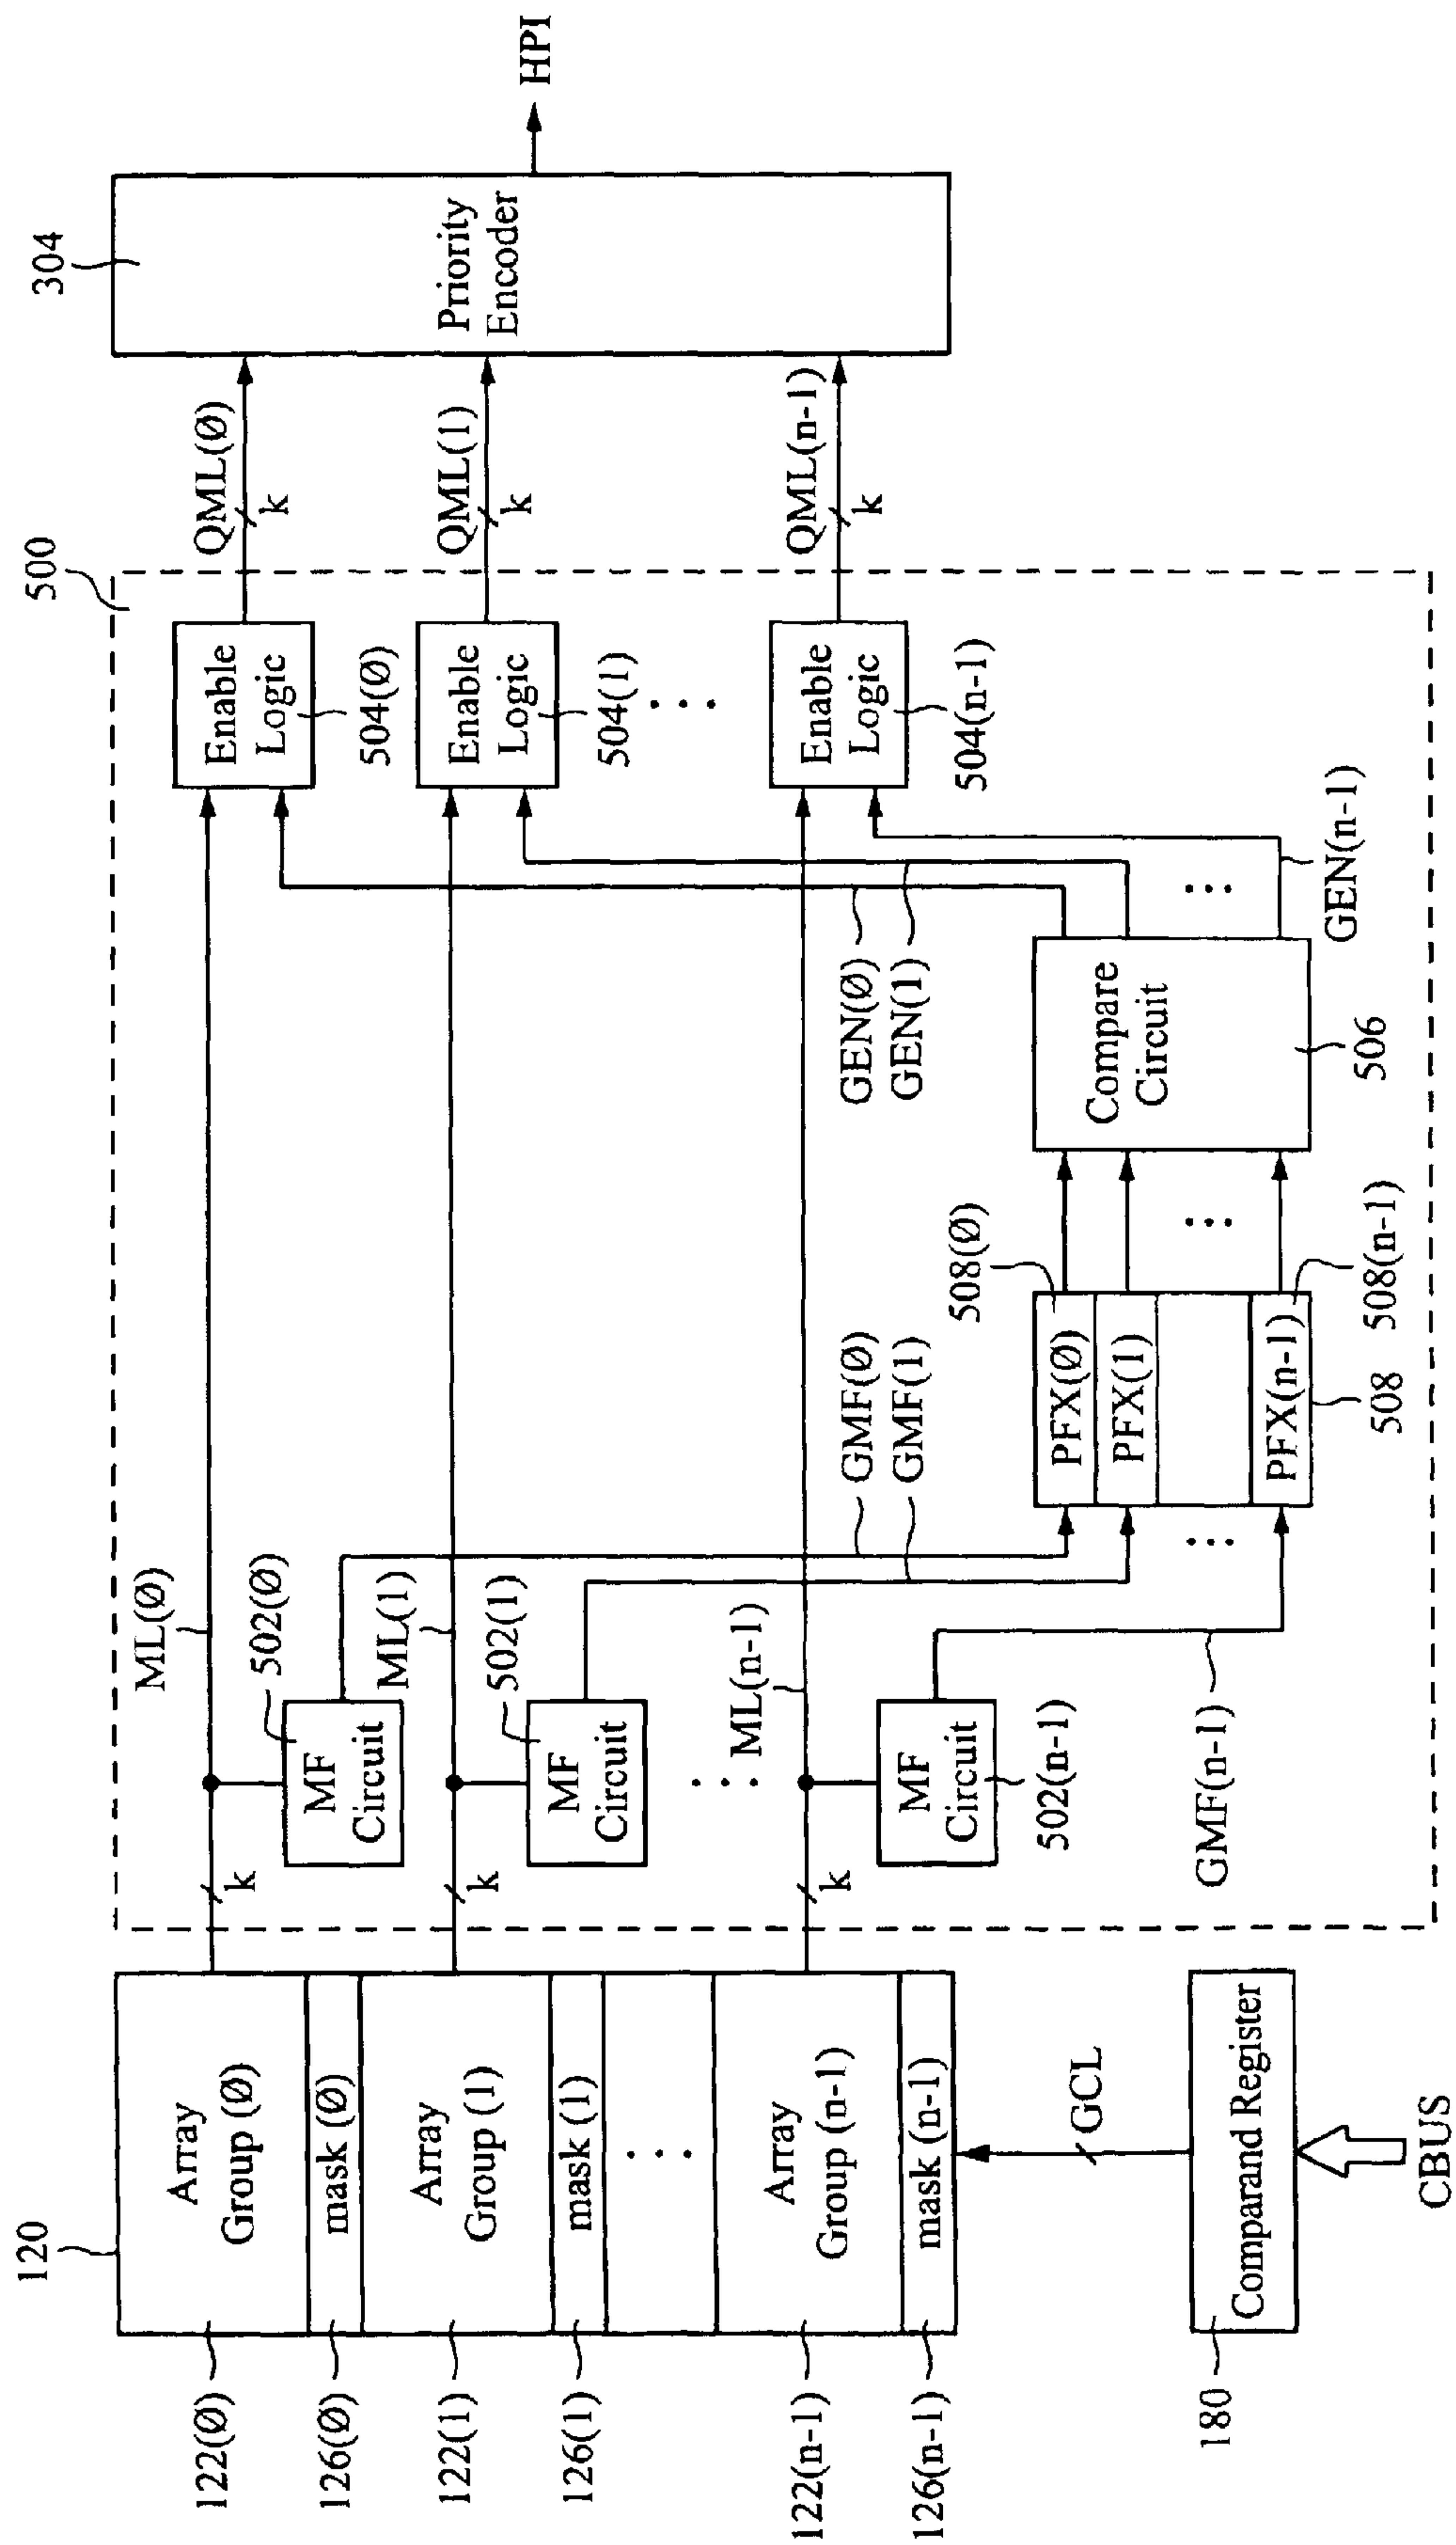 120
122(Ø)
126(Ø)
122(1)
126(1)
122(n-1)
126(n-1)
Array
Group (Ø)
mask (Ø)
Array
Group (1)
mask (1)
Array
Group (n-1)
mask (n-1)
GCL
180
Comparand Register
CBUS
k
k
k
ML(Ø)
502(Ø)
MF
Circuit
ML(1)
502(1)
MF
Circuit
ML(n-1)
MF
Circuit
502(n-1)
GMF(n-1)
GMF(Ø)
GMF(1)
508(Ø)
PFX(Ø)
PFX(1)
PFX(n-1)
508(n-1)
508
Compare
Circuit
506
GEN(Ø)
GEN(1)
GEN(n-1)
500
Enable
Logic
504(Ø)
Enable
Logic
504(1)
Enable
Logic
504(n-1)
QML(Ø)
k
QML(1)
k
QML(n-1)
k
304
Priority
Encoder
HPI